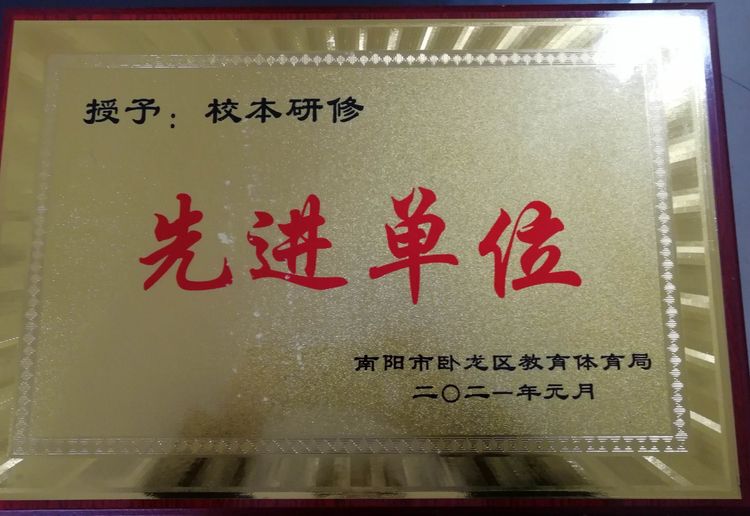 授予：校本研修
先进单位
南阳市卧龙区教育体育局
二〇二一年元月